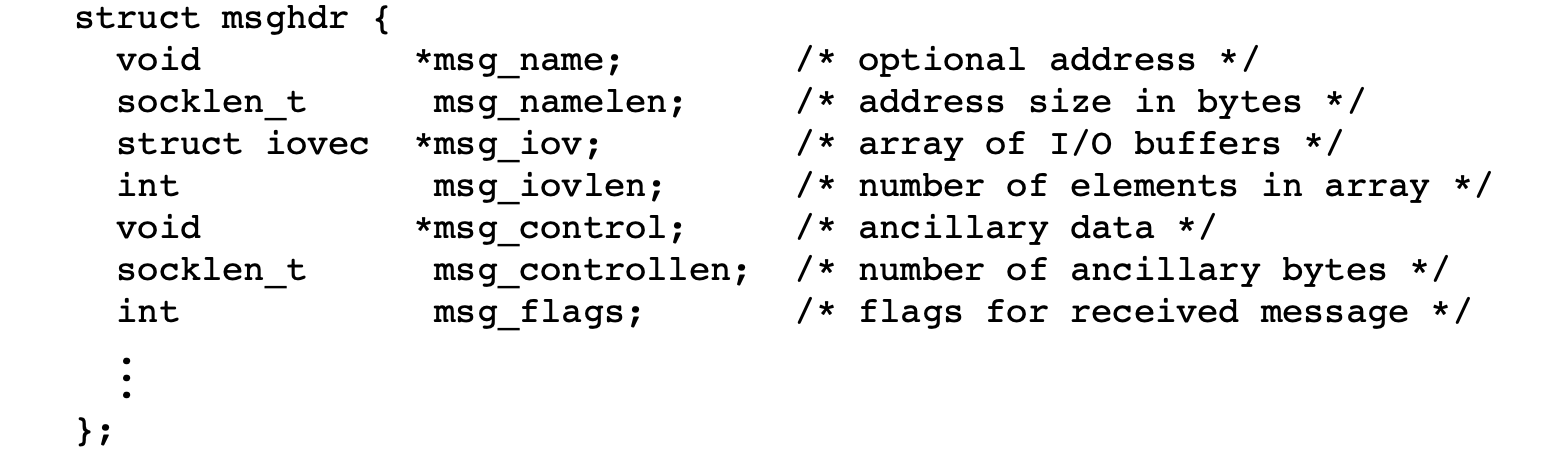 struct msghdr {
  void          *msg_name;        /* optional address */
  socklen_t      msg_namelen;     /* address size in bytes */
  struct iovec  *msg_iov;         /* array of I/O buffers */
  int            msg_iovlen;      /* number of elements in array */
  void          *msg_control;     /* ancillary data */
  socklen_t      msg_controllen;  /* number of ancillary bytes */
  int            msg_flags;       /* flags for received message */
  ⋮
};